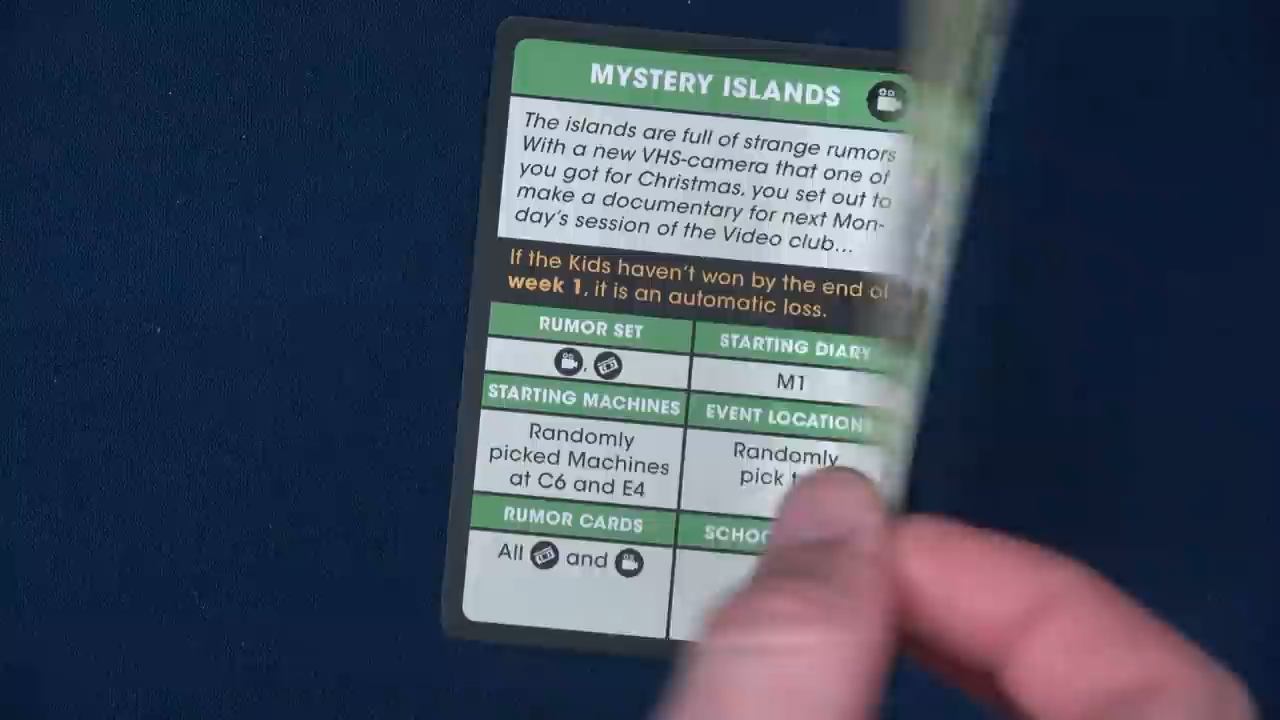 MYSTERY ISLANDS
The islands are full of strange rumors
With a new VHS-camera that one of
you got for Christmas, you set out to
make a documentary for next Mon-
day's session of the Video club...
If the Kids haven't won by the end of
week 1, it is an automatic loss.
RUMOR SET
STARTING DIARY
,
M1
STARTING MACHINES
EVENT LOCATION
Randomly
picked Machines
at C6 and E4
Randomly
pick
RUMOR CARDS
All and